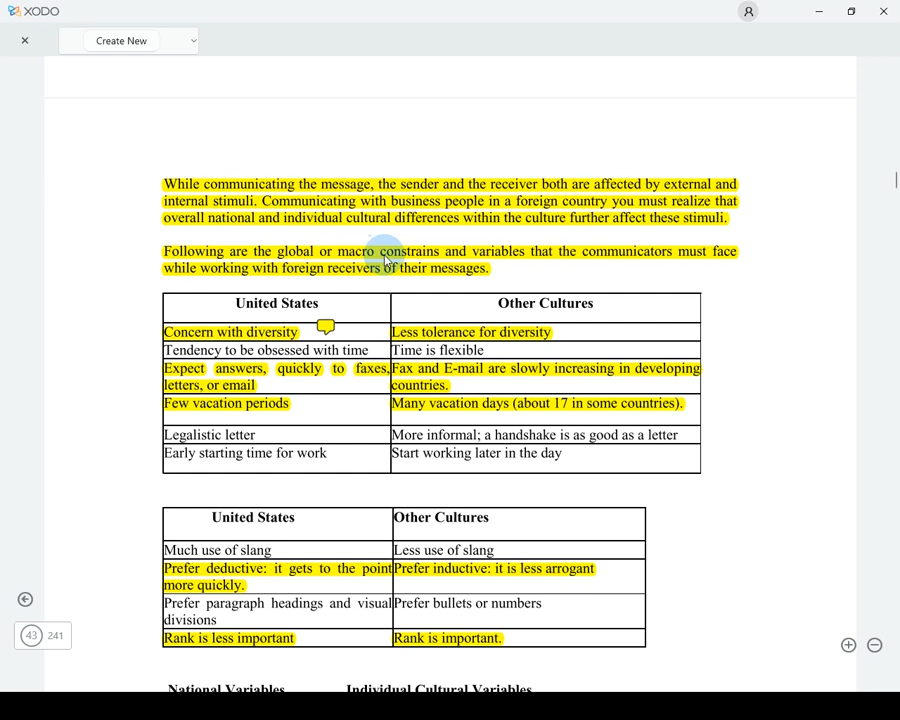 XODO
Create New
While communicating the message, the sender and the receiver both are affected by external and
internal stimuli. Communicating with business people in a foreign country you must realize that
overall national and individual cultural differences within the culture further affect these stimuli.
Following are the global or macro constrains and variables that the communicators must face
while working with foreign receivers of their messages.
United States Other Cultures
Concern with diversity Less tolerance for diversity
Tendency to be obsessed with time Time is flexible
Expect answers, quickly to faxes, Fax and E-mail are slowly increasing in developing
letters, or email countries.
Few vacation periods Many vacation days (about 17 in some countries).
Legalistic letter More informal; a handshake is as good as a letter
Early starting time for work Start working later in the day
United States Other Cultures
Much use of slang Less use of slang
Prefer deductive: it gets to the point Prefer inductive: it is less arrogant
more quickly.
Prefer paragraph headings and visual Prefer bullets or numbers
divisions
Rank is less important Rank is important.
43 241
National Variables Individual Cultural Variables